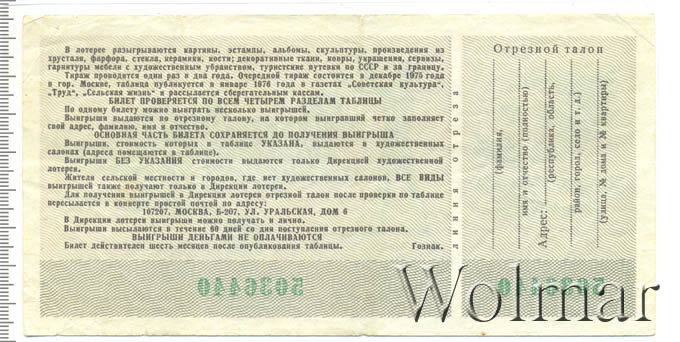 В лотерее разыгрываются картины, эстампы, альбомы, скульптуры, произведения из
хрусталя, фарфора, стекла, керамики, кости; декоративные ткани, ковры, украшения, сервизы,
гарнитуры мебели с художественным убранством, туристские путевки по СССР и за границу.
Тираж проводится один раз в два года. Очередной тираж состоится в декабре 1975 года
в гор. Москве, таблица публикуется в январе 1976 года в газетах „Советская культура“,
„Труд“, „Сельская жизнь“ и рассылается сберегательным кассам.
БИЛЕТ ПРОВЕРЯЕТСЯ ПО ВСЕМ ЧЕТЫРЕМ РАЗДЕЛАМ ТАБЛИЦЫ
По одному билету можно выиграть несколько выигрышей.
Выигрыши выдаются по отрезному талону, на котором выигравший четко заполняет
свой адрес, фамилию, имя и отчество.
ОСНОВНАЯ ЧАСТЬ БИЛЕТА СОХРАНЯЕТСЯ ДО ПОЛУЧЕНИЯ ВЫИГРЫША
Выигрыши, стоимость которых в таблице УКАЗАНА, выдаются в художественных
салонах (адреса помещаются в таблице).
Выигрыши БЕЗ УКАЗАНИЯ стоимости выдаются только Дирекцией художественной
лотереи.
Жители сельской местности и городов, где нет художественных салонов, ВСЕ ВИДЫ
выигрышей также получают только в Дирекции лотереи.
Для получения выигрышей в Дирекции лотереи отрезной талон после проверки по таблице
пересылается в конверте простой почтой по адресу:
107207, МОСКВА, Б-207, УЛ. УРАЛЬСКАЯ, ДОМ 6
В Дирекции лотереи выигрыши можно получать и лично.
Выигрыши высылаются в течение 60 дней со дня поступления отрезного талона.
ВЫИГРЫШИ ДЕНЬГАМИ НЕ ОПЛАЧИВАЮТСЯ
Билет действителен шесть месяцев после опубликования таблицы. Гознак.
5036440
линия отреза
Отрезной талон
(фамилия,
имя и отчество (полностью)
Адрес:
(республика, область,
район, город, село и т. д.)
(улица, № дома и № квартиры)
5036440
Wolmar